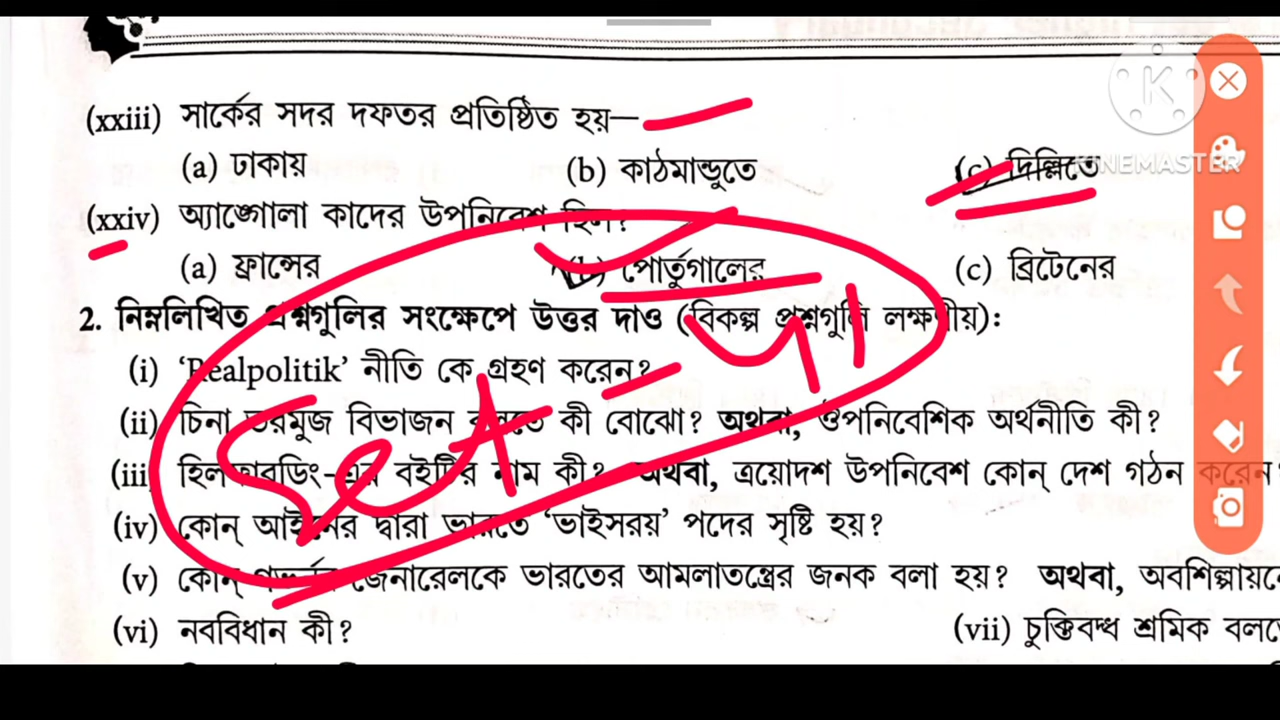 (xxiii) সার্কের সদর দফতর প্রতিষ্ঠিত হয়—
(a) ঢাকায় (b) কাঠমান্ডুতে (c) দিল্লিতে
KINEMASTER
(xxiv) অ্যাঙ্গোলা কাদের উপনিবেশ ছিল?
(a) ফ্রান্সের (b) পোর্তুগালের (c) ব্রিটেনের
2. নিম্নলিখিত প্রশ্নগুলির সংক্ষেপে উত্তর দাও (বিকল্প প্রশ্নগুলি লক্ষণীয়):
(i) ‘Realpolitik’ নীতি কে গ্রহণ করেন?
(ii) চিনা তরমুজ বিভাজন বলতে কী বোঝো? অথবা, ঔপনিবেশিক অর্থনীতি কী?
(iii) হিলফারডিং-এর বইটির নাম কী? অথবা, ত্রয়োদশ উপনিবেশ কোন্ দেশ গঠন করেন?
(iv) কোন্ আইনের দ্বারা ভারতে ‘ভাইসরয়’ পদের সৃষ্টি হয়?
(v) কোন্ গভর্নর জেনারেলকে ভারতের আমলাতন্ত্রের জনক বলা হয়? অথবা, অবশিল্পায়নে
(vi) নববিধান কী? (vii) চুক্তিবদ্ধ শ্রমিক বলতে
Set-